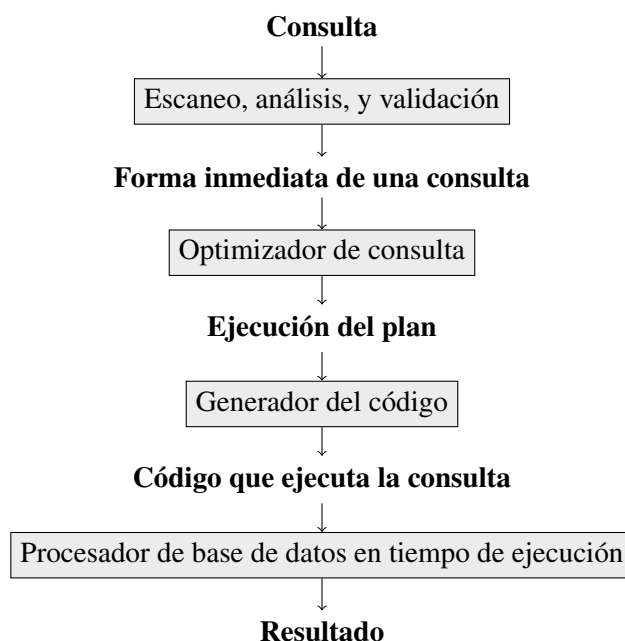 Consulta
Escaneo, análisis, y validación
Forma inmediata de una consulta
Optimizador de consulta
Ejecución del plan
Generador del código
Código que ejecuta la consulta
Procesador de base de datos en tiempo de ejecución
Resultado